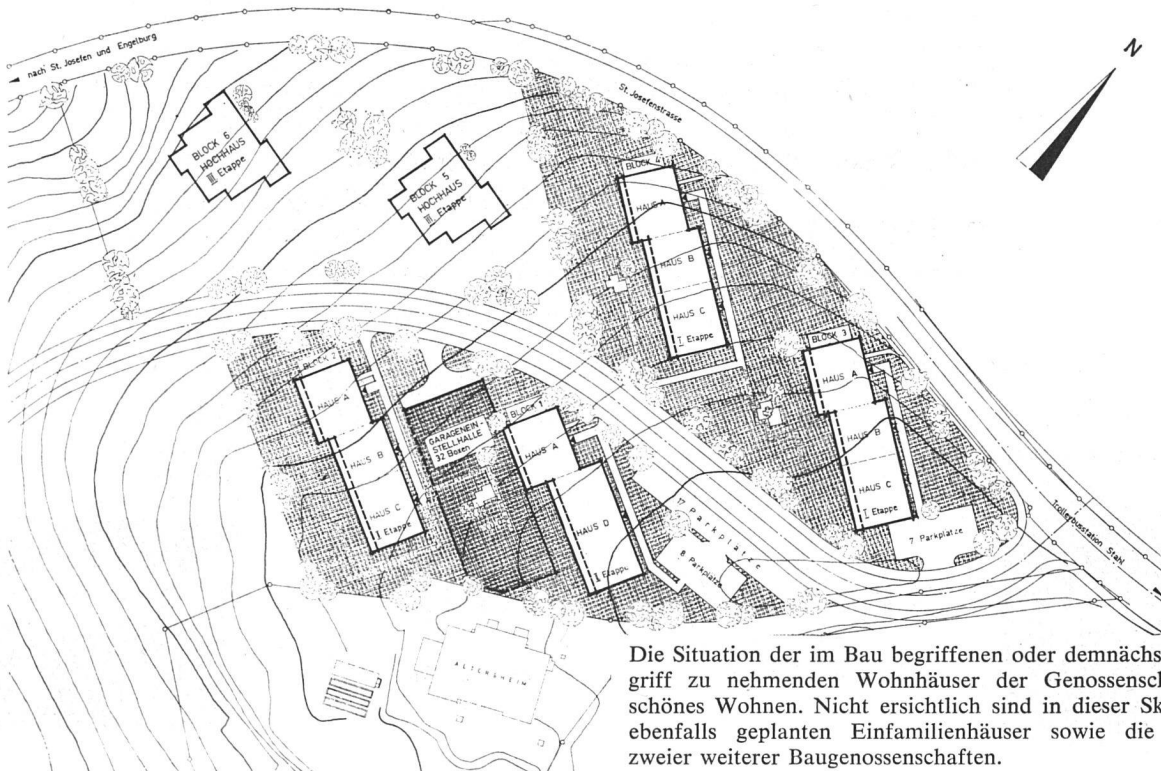 nach St. Josefen und Engelburg
St. Josefenstrasse
N
BLOCK 6
HOCHHAUS
III Etappe
BLOCK 5
HOCHHAUS
III Etappe
BLOCK 4
HAUS A
HAUS B
HAUS C
I Etappe
BLOCK 3
HAUS A
HAUS B
HAUS C
I Etappe
7 Parkplätze
Trolleybusstation Stahl
BLOCK 2
HAUS A
HAUS B
HAUS C
I Etappe
GARAGENEIN-
STELLHALLE
32 Boxen
BLOCK 1
HAUS A
HAUS D
I Etappe
17 Parkplätze
8 Parkplätze
ALTERSHEIM
Die Situation der im Bau begriffenen oder demnächs
griff zu nehmenden Wohnhäuser der Genossensch
schönes Wohnen. Nicht ersichtlich sind in dieser Sk
ebenfalls geplanten Einfamilienhäuser sowie die
zweier weiterer Baugenossenschaften.